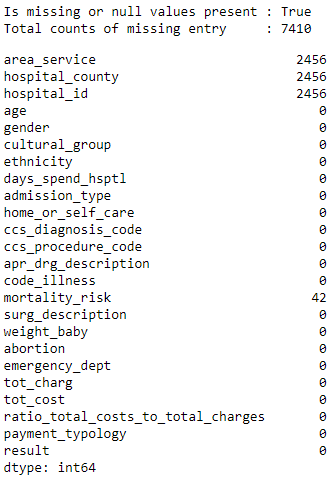 Is missing or null values present : True
Total counts of missing entry     : 7410

area_service                        2456
hospital_county                     2456
hospital_id                         2456
age                                    0
gender                                 0
cultural_group                         0
ethnicity                              0
days_spend_hsptl                       0
admission_type                         0
home_or_self_care                      0
ccs_diagnosis_code                     0
ccs_procedure_code                     0
apr_drg_description                    0
code_illness                           0
mortality_risk                        42
surg_description                       0
weight_baby                            0
abortion                               0
emergency_dept                         0
tot_charg                              0
tot_cost                               0
ratio_total_costs_to_total_charges     0
payment_typology                       0
result                                 0
dtype: int64